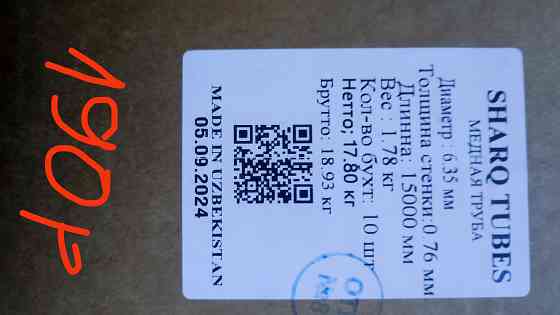 SHARQ TUBES
МЕДНАЯ ТРУБА
Диаметр : 6.35 мм
Толщина стенки:0.76 мм
Длинна: 15000 мм
Вес : 1.78 кг
Кол-во бухт: 10 шт
Нетто; 17.80 кг
Брутто: 18.93 кг
MADE IN UZBEKISTAN
05.09.2024
190р